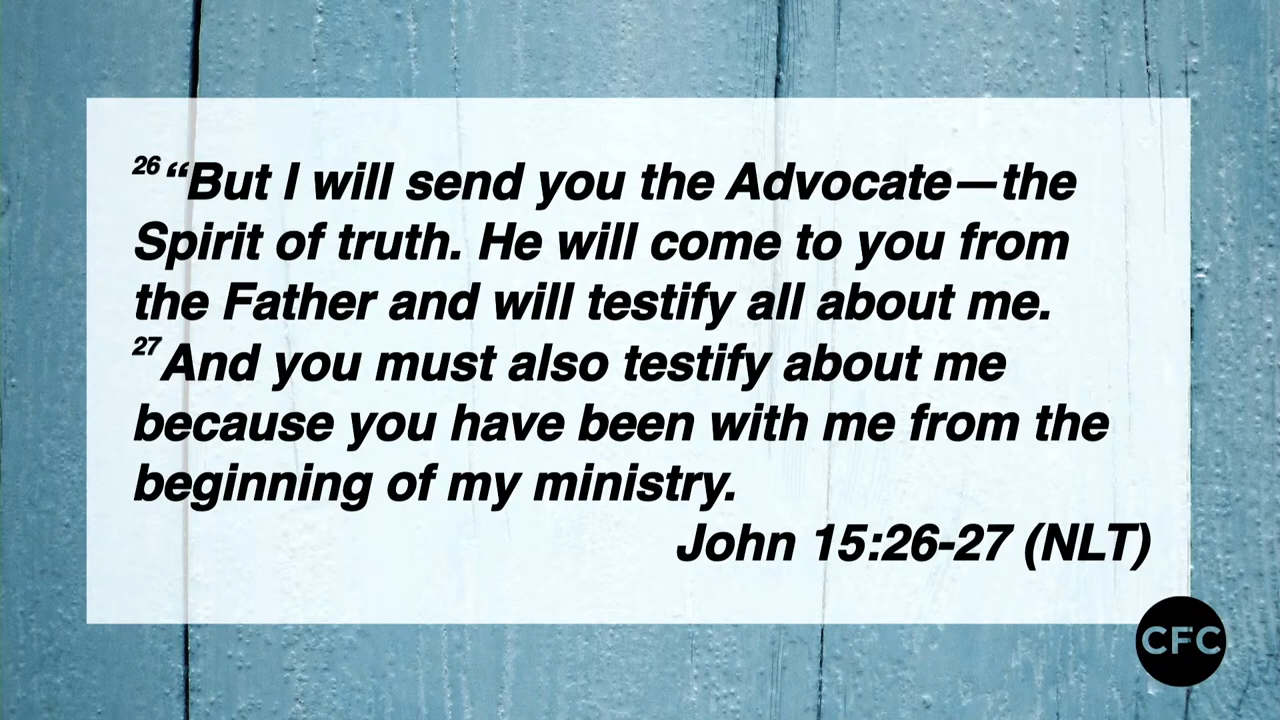 26 “But I will send you the Advocate—the
Spirit of truth. He will come to you from
the Father and will testify all about me.
27 And you must also testify about me
because you have been with me from the
beginning of my ministry.
John 15:26-27 (NLT)
CFC